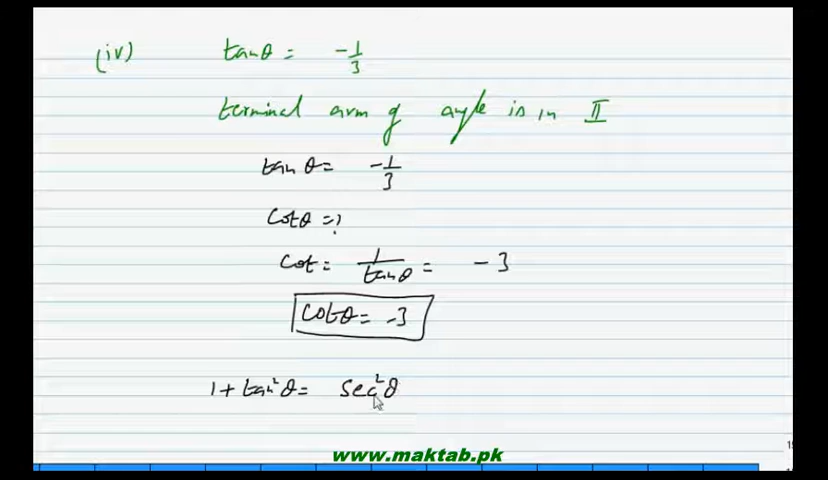 (iv) tanθ = -1/3
terminal arm of angle is in II
tanθ = -1/3
cotθ = ?
cot = 1/tanθ = -3
cotθ = -3
1 + tan²θ = sec²θ
www.maktab.pk